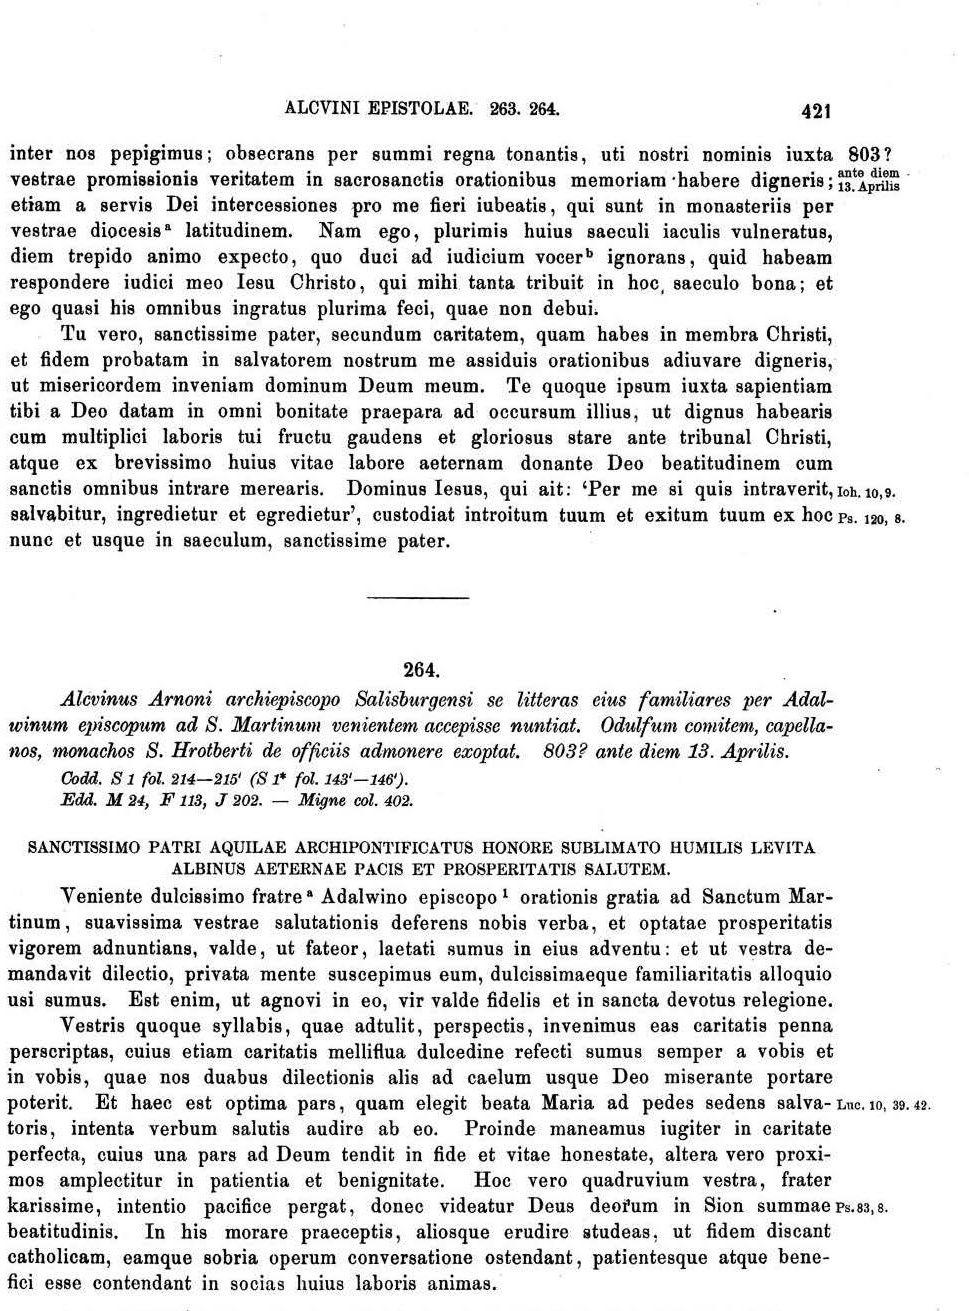 ALCVINI EPISTOLAE. 263. 264. 421
inter nos pepigimus; obsecrans per summi regna tonantis, uti nostri nominis iuxta 803?
vestrae promissionis veritatem in sacrosanctis orationibus memoriam habere digneris; ante diem 13. Aprilis
etiam a servis Dei intercessiones pro me fieri iubeatis, qui sunt in monasteriis per
vestrae diocesis a latitudinem. Nam ego, plurimis huius saeculi iaculis vulneratus,
diem trepido animo expecto, quo duci ad iudicium vocer b ignorans, quid habeam
respondere iudici meo Iesu Christo, qui mihi tanta tribuit in hoc saeculo bona; et
ego quasi his omnibus ingratus plurima feci, quae non debui.
Tu vero, sanctissime pater, secundum caritatem, quam habes in membra Christi,
et fidem probatam in salvatorem nostrum me assiduis orationibus adiuvare digneris,
ut misericordem inveniam dominum Deum meum. Te quoque ipsum iuxta sapientiam
tibi a Deo datam in omni bonitate praepara ad occursum illius, ut dignus habearis
cum multiplici laboris tui fructu gaudens et gloriosus stare ante tribunal Christi,
atque ex brevissimo huius vitae labore aeternam donante Deo beatitudinem cum
sanctis omnibus intrare merearis. Dominus Iesus, qui ait: ‘Per me si quis intraverit, Ioh. 10, 9.
salvabitur, ingredietur et egredietur’, custodiat introitum tuum et exitum tuum ex hoc Ps. 120, 8.
nunc et usque in saeculum, sanctissime pater.
264.
Alcvinus Arnoni archiepiscopo Salisburgensi se litteras eius familiares per Adal-
winum episcopum ad S. Martinum venientem accepisse nuntiat. Odulfum comitem, capella-
nos, monachos S. Hrotberti de officiis admonere exoptat. 803? ante diem 13. Aprilis.
Codd. S 1 fol. 214—215' (S 1* fol. 143'—146').
Edd. M 24, F 113, J 202. — Migne col. 402.
SANCTISSIMO PATRI AQUILAE ARCHIPONTIFICATUS HONORE SUBLIMATO HUMILIS LEVITA
ALBINUS AETERNAE PACIS ET PROSPERITATIS SALUTEM.
Veniente dulcissimo fratre a Adalwino episcopo 1 orationis gratia ad Sanctum Mar-
tinum, suavissima vestrae salutationis deferens nobis verba, et optatae prosperitatis
vigorem adnuntians, valde, ut fateor, laetati sumus in eius adventu: et ut vestra de-
mandavit dilectio, privata mente suscepimus eum, dulcissimaeque familiaritatis alloquio
usi sumus. Est enim, ut agnovi in eo, vir valde fidelis et in sancta devotus relegione.
Vestris quoque syllabis, quae adtulit, perspectis, invenimus eas caritatis penna
perscriptas, cuius etiam caritatis melliflua dulcedine refecti sumus semper a vobis et
in vobis, quae nos duabus dilectionis alis ad caelum usque Deo miserante portare
poterit. Et haec est optima pars, quam elegit beata Maria ad pedes sedens salva- Luc. 10, 39. 42.
toris, intenta verbum salutis audire ab eo. Proinde maneamus iugiter in caritate
perfecta, cuius una pars ad Deum tendit in fide et vitae honestate, altera vero proxi-
mos amplectitur in patientia et benignitate. Hoc vero quadruvium vestra, frater
karissime, intentio pacifice pergat, donec videatur Deus deorum in Sion summae Ps. 83, 8.
beatitudinis. In his morare praeceptis, aliosque erudire studeas, ut fidem discant
catholicam, eamque sobria operum conversatione ostendant, patientesque atque bene-
fici esse contendant in socias huius laboris animas.